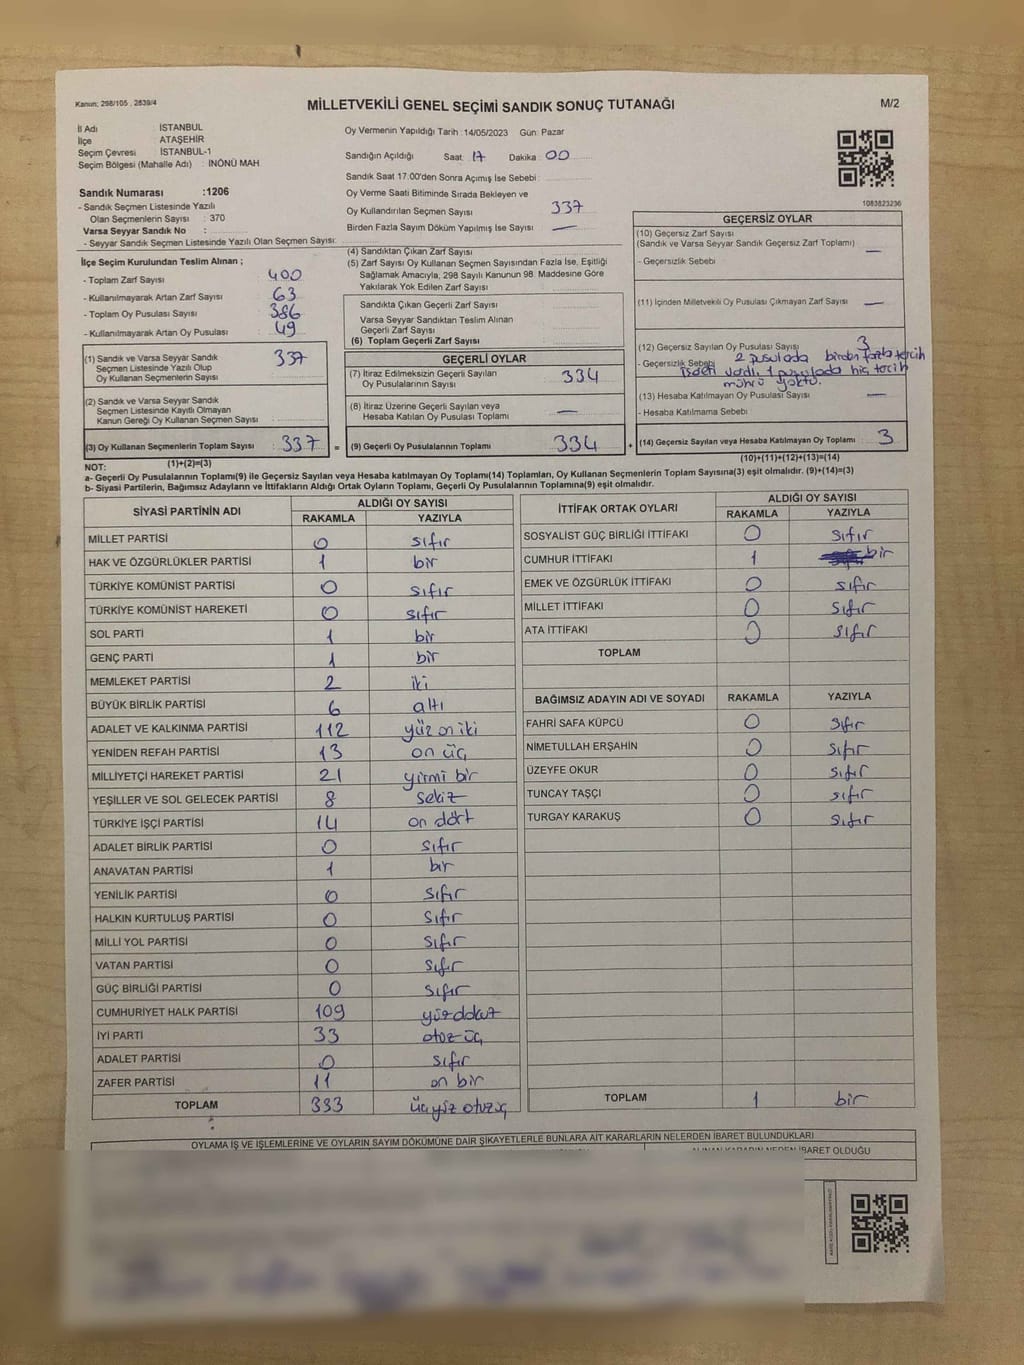 Kanun: 298/105 , 2839/4
MİLLETVEKİLİ GENEL SEÇİMİ SANDIK SONUÇ TUTANAĞI
M/2
İl Adı İSTANBUL
İlçe ATAŞEHİR
Seçim Çevresi İSTANBUL-1
Seçim Bölgesi (Mahalle Adı) : İNÖNÜ MAH
Oy Vermenin Yapıldığı Tarih :14/05/2023 Gün: Pazar
Sandığın Açıldığı Saat: 17 Dakika: 00
Sandık Saat 17:00'den Sonra Açımış İse Sebebi:
Sandık Numarası :1206
- Sandık Seçmen Listesinde Yazılı
Olan Seçmenlerin Sayısı : 370
Varsa Seyyar Sandık No :
- Seyyar Sandık Seçmen Listesinde Yazılı Olan Seçmen Sayısı:
Oy Verme Saati Bitiminde Sırada Bekleyen ve
Oy Kullandırılan Seçmen Sayısı 337
Birden Fazla Sayım Döküm Yapılmış İse Sayısı —
1083823236
İlçe Seçim Kurulundan Teslim Alınan ;
- Toplam Zarf Sayısı : 400
- Kullanılmayarak Artan Zarf Sayısı : 63
- Toplam Oy Pusulası Sayısı : 386
- Kullanılmayarak Artan Oy Pusulası : 49
(4) Sandıktan Çıkan Zarf Sayısı
(5) Zarf Sayısı Oy Kullanan Seçmen Sayısından Fazla İse, Eşitliği
Sağlamak Amacıyla, 298 Sayılı Kanunun 98. Maddesine Göre
Yakılarak Yok Edilen Zarf Sayısı
Sandıkta Çıkan Geçerli Zarf Sayısı
Varsa Seyyar Sandıktan Teslim Alınan
Geçerli Zarf Sayısı
(6) Toplam Geçerli Zarf Sayısı
GEÇERSİZ OYLAR
(10) Geçersiz Zarf Sayısı
(Sandık ve Varsa Seyyar Sandık Geçersiz Zarf Toplamı) —
- Geçersizlik Sebebi
(11) İçinden Milletvekili Oy Pusulası Çıkmayan Zarf Sayısı —
(12) Geçersiz Sayılan Oy Pusulası Sayısı 3
- Geçersizlik Sebebi 2 pusulada birden fazla tercih
vardı. 1 pusulada hiç tercih
mührü yoktu.
(13) Hesaba Katılmayan Oy Pusulası Sayısı —
- Hesaba Katılmama Sebebi
(1) Sandık ve Varsa Seyyar Sandık
Seçmen Listesinde Yazılı Olup
Oy Kullanan Seçmenlerin Sayısı : 337
(2) Sandık ve Varsa Seyyar Sandık
Seçmen Listesinde Kayıtlı Olmayan
Kanun Gereği Oy Kullanan Seçmen Sayısı
(3) Oy Kullanan Seçmenlerin Toplam Sayısı : 337 =
(1)+(2)=(3)
GEÇERLİ OYLAR
(7) İtiraz Edilmeksizin Geçerli Sayılan
Oy Pusulalarının Sayısı 334
(8) İtiraz Üzerine Geçerli Sayılan veya
Hesaba Katılan Oy Pusulası Toplamı —
(9) Geçerli Oy Pusulalarının Toplamı 334 +
(14) Geçersiz Sayılan veya Hesaba Katılmayan Oy Toplamı : 3
(10)+(11)+(12)+(13)=(14)
NOT:
a- Geçerli Oy Pusulalarının Toplamı(9) ile Geçersiz Sayılan veya Hesaba katılmayan Oy Toplamı(14) Toplamları, Oy Kullanan Seçmenlerin Toplam Sayısına(3) eşit olmalıdır. (9)+(14)=(3)
b- Siyasi Partilerin, Bağımsız Adayların ve İttifakların Aldığı Ortak Oyların Toplamı, Geçerli Oy Pusulalarının Toplamına(9) eşit olmalıdır.
SİYASİ PARTİNİN ADI ALDIĞI OY SAYISI
RAKAMLA YAZIYLA
MİLLET PARTİSİ 0 sıfır
HAK VE ÖZGÜRLÜKLER PARTİSİ 1 bir
TÜRKİYE KOMÜNİST PARTİSİ 0 sıfır
TÜRKİYE KOMÜNİST HAREKETİ 0 sıfır
SOL PARTİ 1 bir
GENÇ PARTİ 1 bir
MEMLEKET PARTİSİ 2 iki
BÜYÜK BİRLİK PARTİSİ 6 altı
ADALET VE KALKINMA PARTİSİ 112 yüz on iki
YENİDEN REFAH PARTİSİ 13 on üç
MİLLİYETÇİ HAREKET PARTİSİ 21 yirmi bir
YEŞİLLER VE SOL GELECEK PARTİSİ 8 sekiz
TÜRKİYE İŞÇİ PARTİSİ 14 on dört
ADALET BİRLİK PARTİSİ 0 sıfır
ANAVATAN PARTİSİ 1 bir
YENİLİK PARTİSİ 0 sıfır
HALKIN KURTULUŞ PARTİSİ 0 sıfır
MİLLİ YOL PARTİSİ 0 sıfır
VATAN PARTİSİ 0 sıfır
GÜÇ BİRLİĞİ PARTİSİ 0 sıfır
CUMHURİYET HALK PARTİSİ 109 yüz dokuz
İYİ PARTİ 33 otuz üç
ADALET PARTİSİ 0 sıfır
ZAFER PARTİSİ 11 on bir
TOPLAM 333 üçyüz otuzüç
İTTİFAK ORTAK OYLARI ALDIĞI OY SAYISI
RAKAMLA YAZIYLA
SOSYALİST GÜÇ BİRLİĞİ İTTİFAKI 0 sıfır
CUMHUR İTTİFAKI 1 bir
EMEK VE ÖZGÜRLÜK İTTİFAKI 0 sıfır
MİLLET İTTİFAKI 0 sıfır
ATA İTTİFAKI 0 sıfır
TOPLAM
BAĞIMSIZ ADAYIN ADI VE SOYADI RAKAMLA YAZIYLA
FAHRİ SAFA KÜPCÜ 0 sıfır
NİMETULLAH ERŞAHİN 0 sıfır
ÜZEYFE OKUR 0 sıfır
TUNCAY TAŞÇI 0 sıfır
TURGAY KARAKUŞ 0 sıfır
TOPLAM 1 bir
OYLAMA İŞ VE İŞLEMLERİNE VE OYLARIN SAYIM DÖKÜMÜNE DAİR ŞİKAYETLERLE BUNLARA AİT KARARLARIN NELERDEN İBARET BULUNDUKLARI
ALINAN KARARIN NEDEN İBARET OLDUĞU